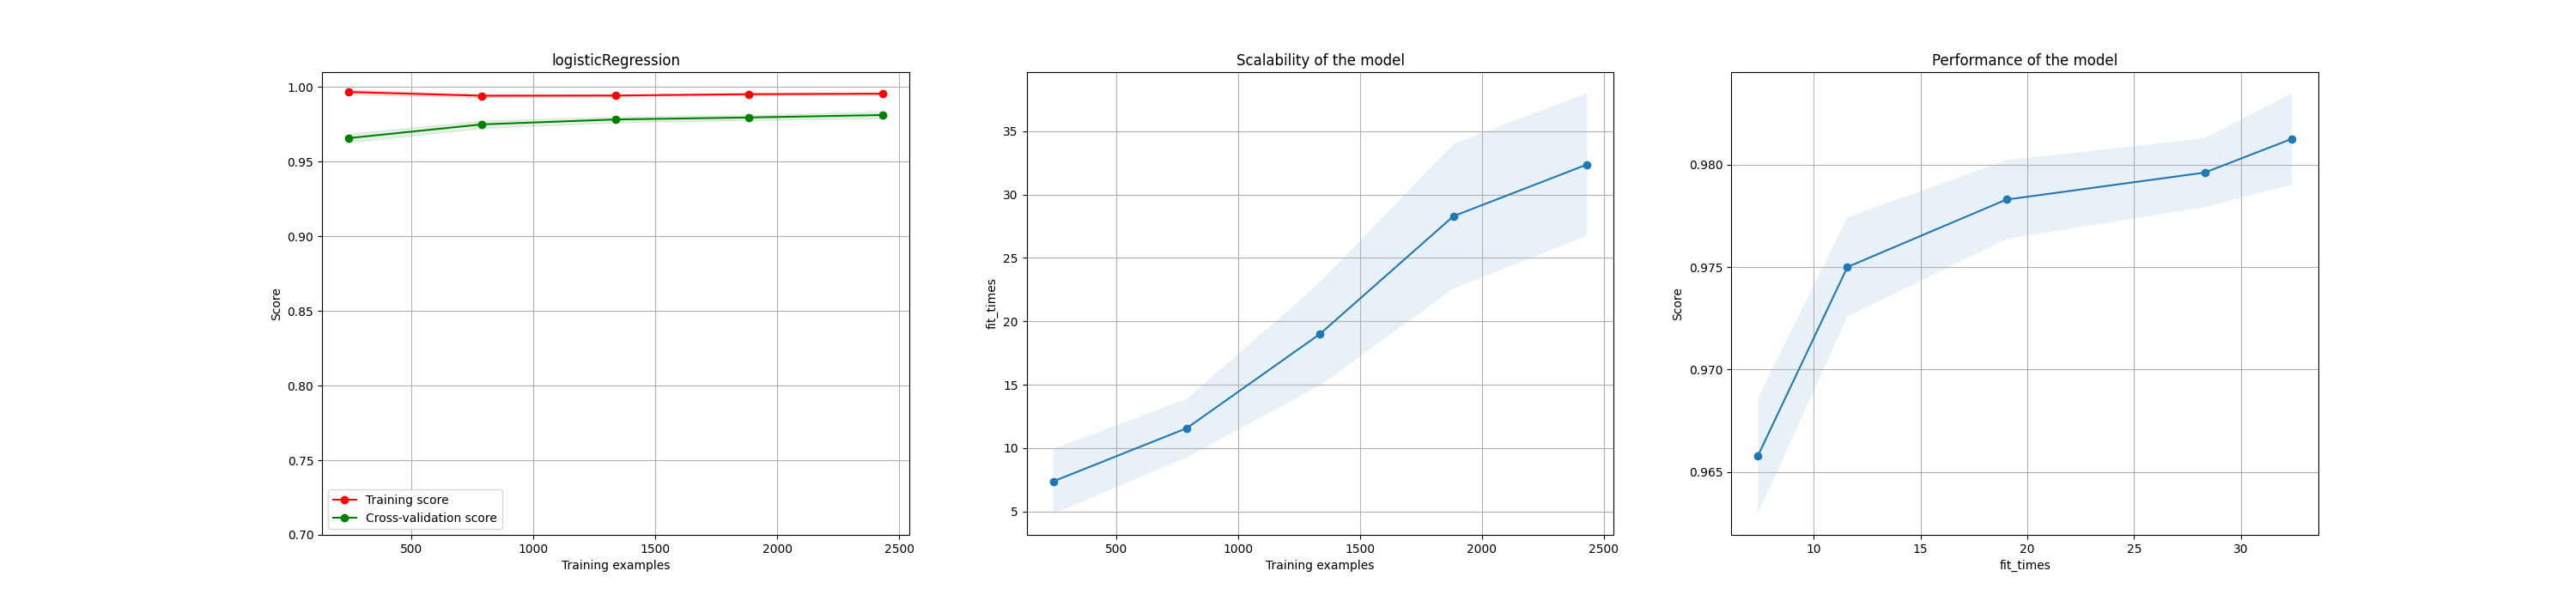 logisticRegression
Score
1.00
0.95
0.90
0.85
0.80
0.75
0.70
Training score
Cross-validation score
500 1000 1500 2000 2500
Training examples
Scalability of the model
fit_times
35
30
25
20
15
10
5
500 1000 1500 2000 2500
Training examples
Performance of the model
Score
0.980
0.975
0.970
0.965
10 15 20 25 30
fit_times